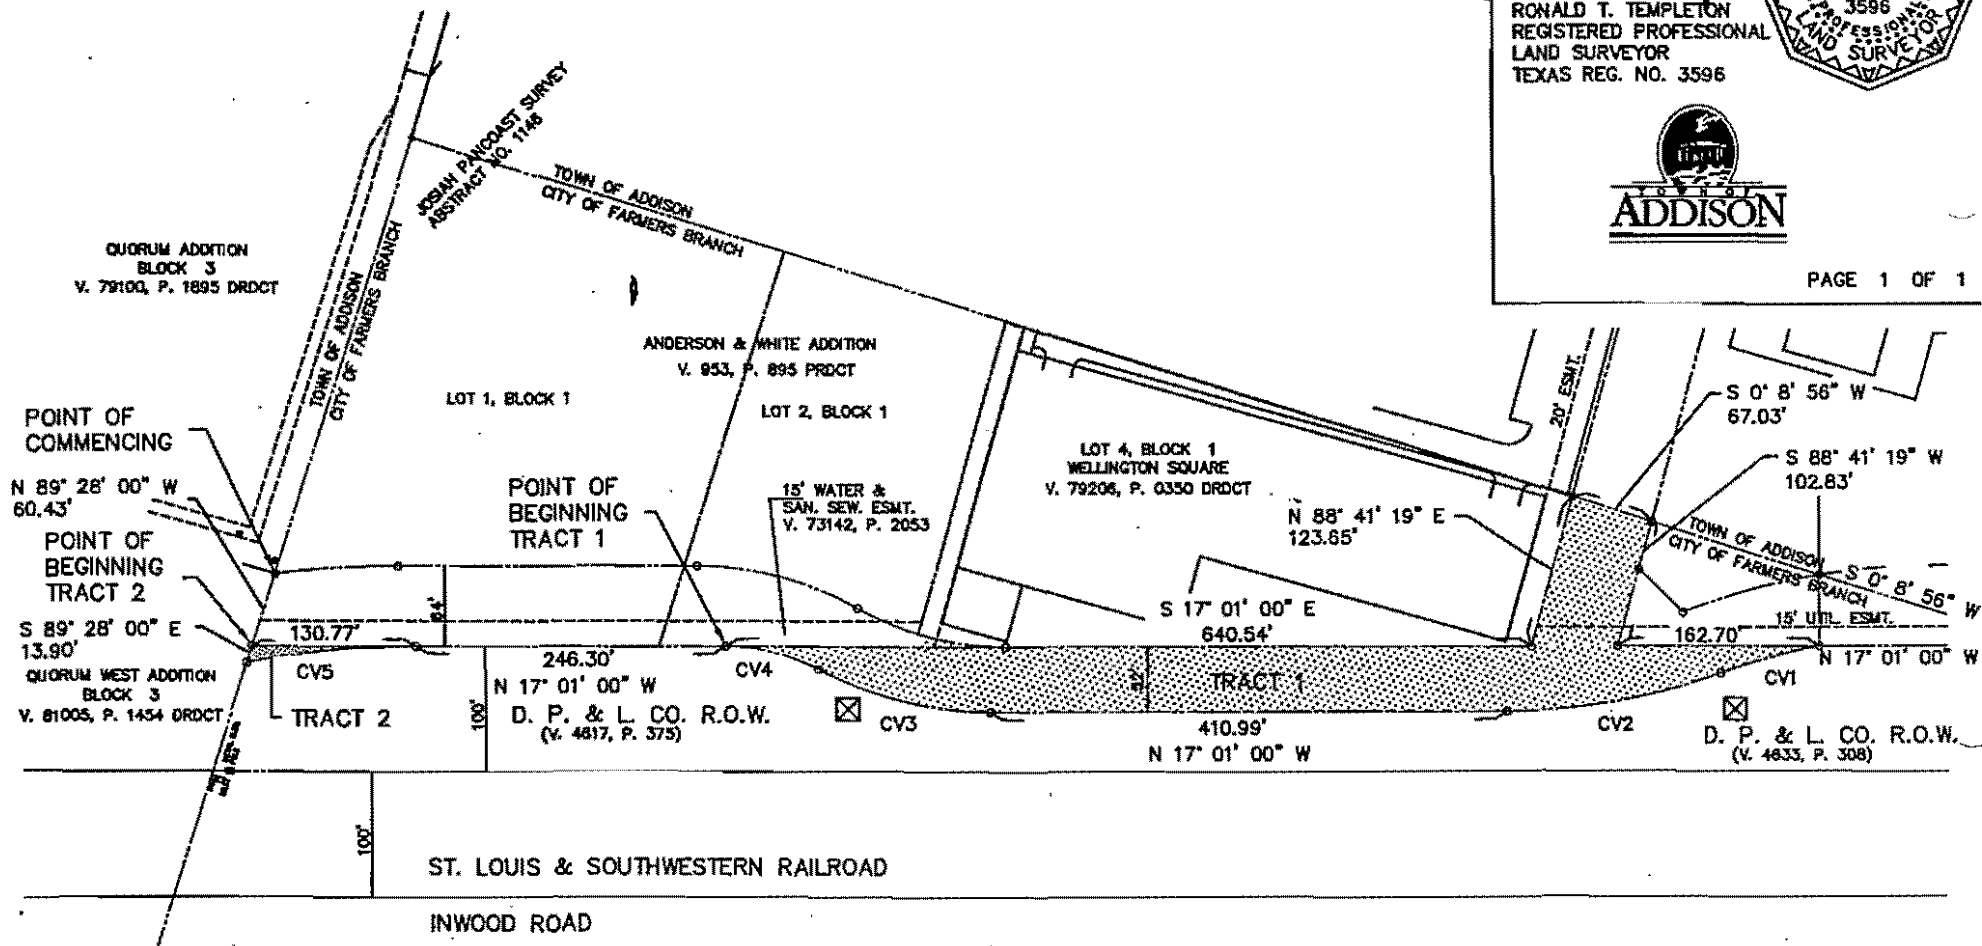 RONALD T. TEMPLETON
REGISTERED PROFESSIONAL
LAND SURVEYOR
TEXAS REG. NO. 3596
3596
PROFESSIONAL
LAND SURVEYOR
TOWN OF
ADDISON
PAGE 1 OF 1
JOSIAH PANCOAST SURVEY
ABSTRACT NO. 1146
TOWN OF ADDISON
CITY OF FARMERS BRANCH
QUORUM ADDITION
BLOCK 3
V. 79100, P. 1895 DRDCT
TOWN OF ADDISON
CITY OF FARMERS BRANCH
ANDERSON & WHITE ADDITION
V. 953, P. 895 PRDCT
LOT 1, BLOCK 1
LOT 2, BLOCK 1
20' ESMT.
S 0° 8' 56" W
67.03'
POINT OF
COMMENCING
LOT 4, BLOCK 1
WELLINGTON SQUARE
V. 79206, P. 0350 DRDCT
S 88° 41' 19" W
102.83'
N 89° 28' 00" W
60.43'
POINT OF
BEGINNING
TRACT 1
15' WATER &
SAN. SEW. ESMT.
V. 73142, P. 2053
N 88° 41' 19" E
123.65'
POINT OF
BEGINNING
TRACT 2
TOWN OF ADDISON
CITY OF FARMERS BRANCH
S 0° 8' 56" W
S 89° 28' 00" E
13.90'
130.77'
64'
S 17° 01' 00" E
640.54'
15' UTIL. ESMT.
162.70'
N 17° 01' 00" W
QUORUM WEST ADDITION
BLOCK 3
V. 81005, P. 1454 DRDCT
CV5
246.30'
N 17° 01' 00" W
CV4
TRACT 1
CV1
TRACT 2
D. P. & L. CO. R.O.W.
(V. 4617, P. 375)
100'
CV3
410.99'
N 17° 01' 00" W
CV2
D. P. & L. CO. R.O.W.
(V. 4633, P. 308)
100'
ST. LOUIS & SOUTHWESTERN RAILROAD
INWOOD ROAD